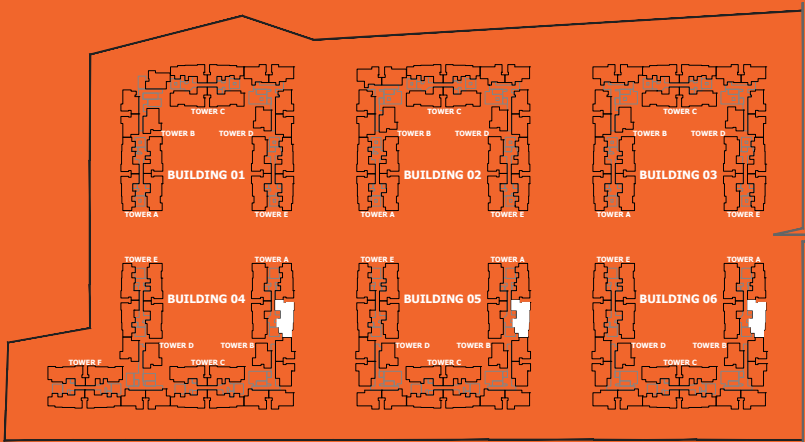 TOWER C TOWER C TOWER C
TOWER B TOWER D TOWER B TOWER D TOWER B TOWER D
BUILDING 01 BUILDING 02 BUILDING 03
TOWER A TOWER E TOWER A TOWER E TOWER A TOWER E
TOWER E TOWER A TOWER E TOWER A TOWER E TOWER A
BUILDING 04 BUILDING 05 BUILDING 06
TOWER D TOWER B TOWER D TOWER B TOWER D TOWER B
TOWER F TOWER C TOWER C TOWER C